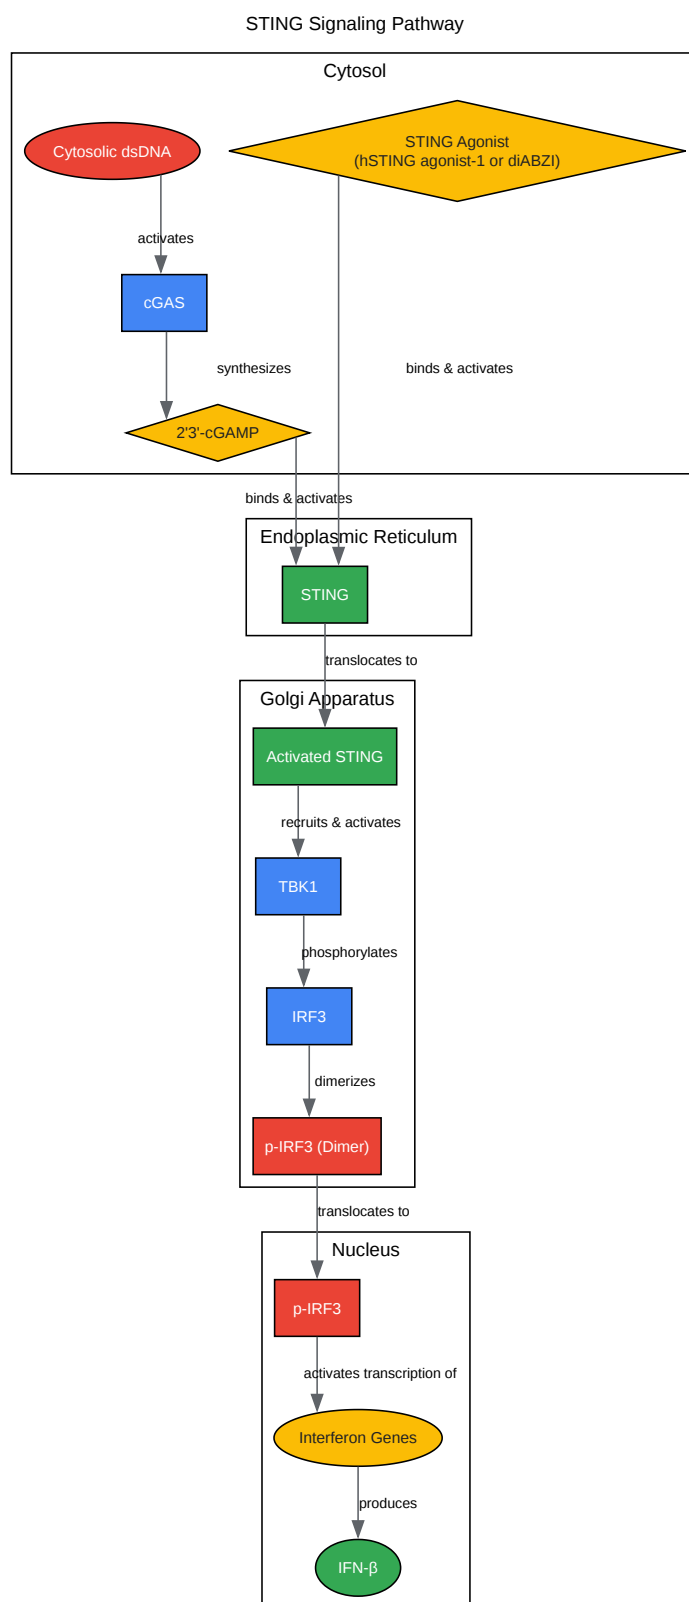 STING Signaling Pathway
Cytosol
Cytosolic dsDNA
STING Agonist
(hSTING agonist-1 or diABZI)
activates
cGAS
synthesizes
binds & activates
2'3'-cGAMP
binds & activates
Endoplasmic Reticulum
STING
translocates to
Golgi Apparatus
Activated STING
recruits & activates
TBK1
phosphorylates
IRF3
dimerizes
p-IRF3 (Dimer)
translocates to
Nucleus
p-IRF3
activates transcription of
Interferon Genes
produces
IFN-β